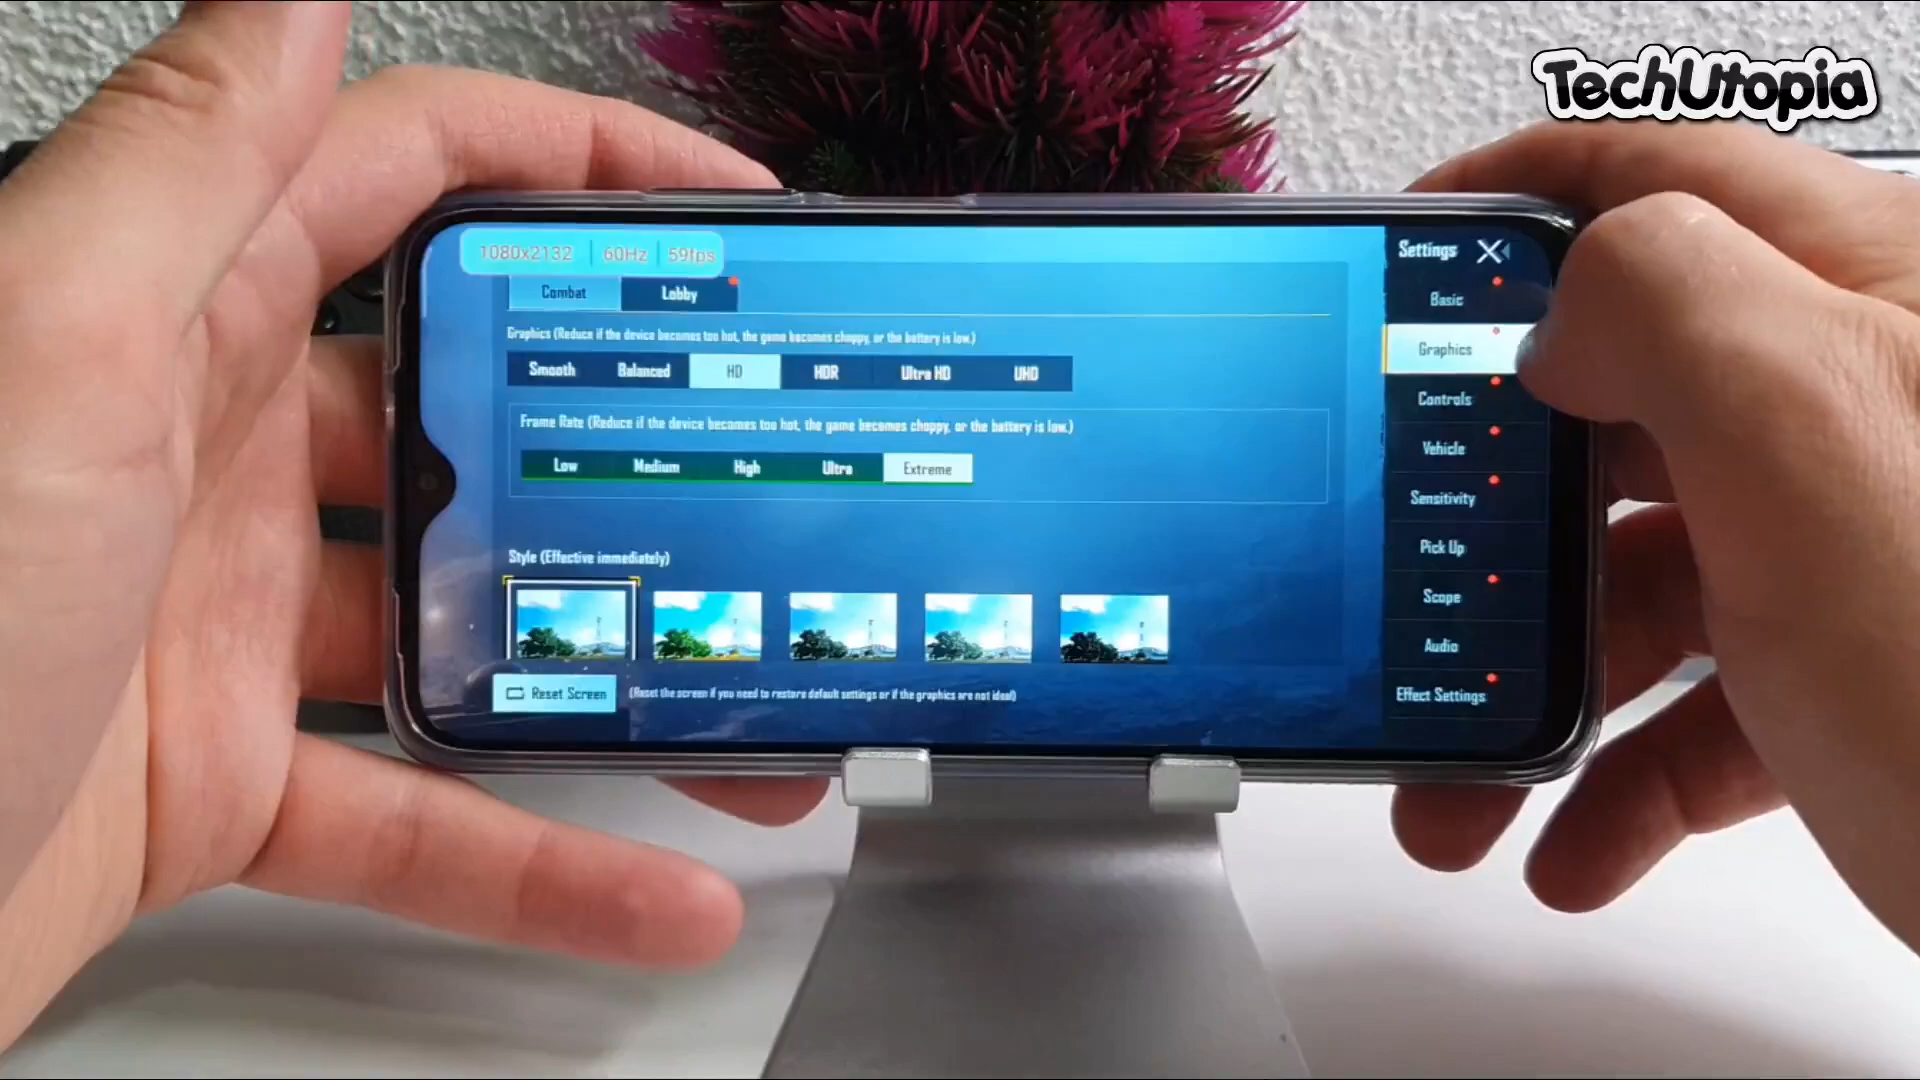 TechUtopia
1080x2132 | 60Hz | 59fps
Settings
Combat
Lobby
Graphics (Reduce if the device becomes too hot, the game becomes choppy, or the battery is low.)
Smooth
Balanced
HD
HDR
Ultra HD
UHD
Frame Rate (Reduce if the device becomes too hot, the game becomes choppy, or the battery is low.)
Low
Medium
High
Ultra
Extreme
Style (Effective immediately)
Reset Screen
(Reset the screen if you need to restore default settings or if the graphics are not ideal)
Basic
Graphics
Controls
Vehicle
Sensitivity
Pick Up
Scope
Audio
Effect Settings